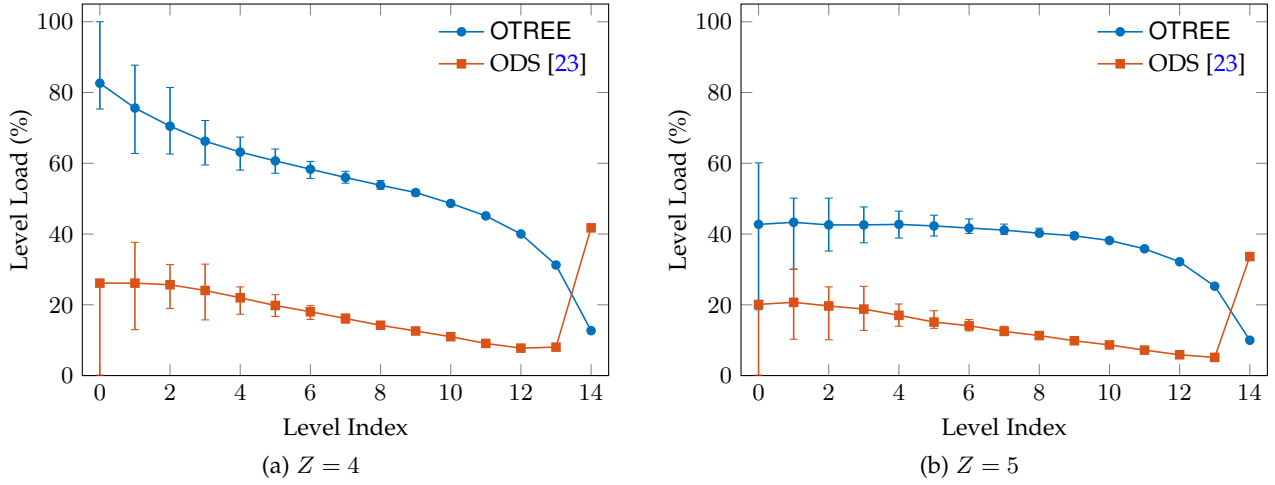 100
80
60
40
20
0
Level Load (%)
OTREE
ODS [23]
0 2 4 6 8 10 12 14
Level Index
(a) Z = 4
100
80
60
40
20
0
Level Load (%)
OTREE
ODS [23]
0 2 4 6 8 10 12 14
Level Index
(b) Z = 5